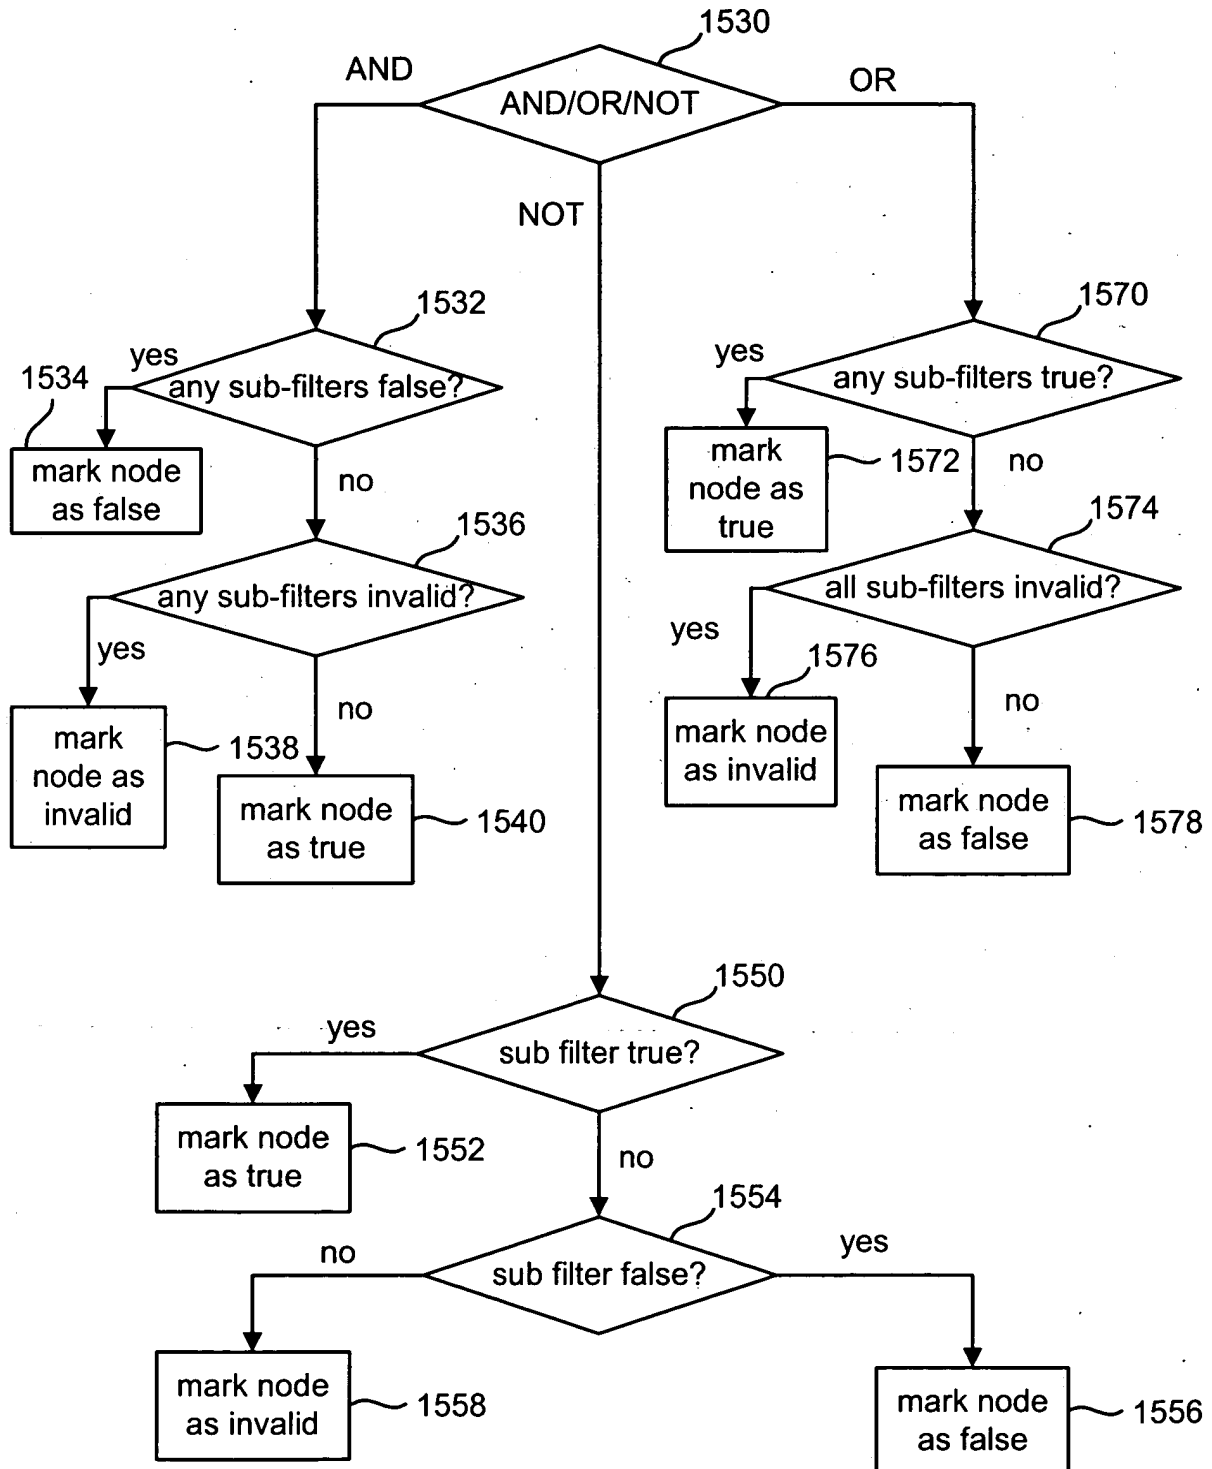 1530
AND
AND/OR/NOT
OR
NOT
1532
yes
1534
any sub-filters false?
mark node
as false
no
1536
any sub-filters invalid?
yes
mark
node as
invalid
1538
no
mark node
as true
1540
1570
yes
any sub-filters true?
mark
node as
true
1572
no
1574
all sub-filters invalid?
yes
1576
mark node
as invalid
no
mark node
as false
1578
1550
yes
sub filter true?
mark node
as true
1552
no
1554
no
sub filter false?
yes
mark node
as invalid
1558
mark node
as false
1556